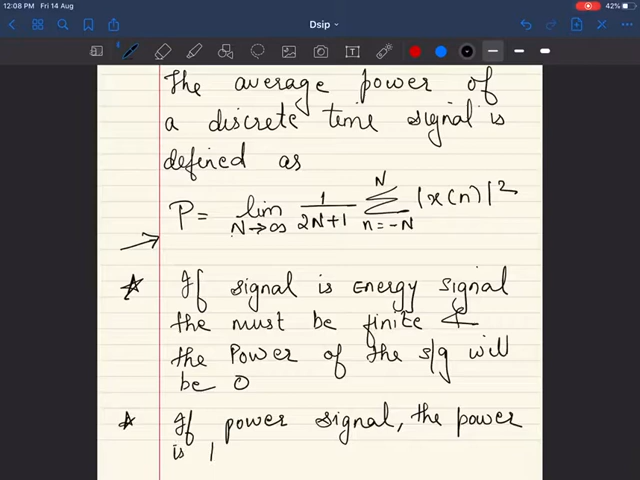 12:08 PM Fri 14 Aug
42%
Dsip
The average power of
a discrete time signal is
defined as
P = lim N→∞ 1/2N+1 N Σ n=-N |x(n)|²
If signal is energy signal
the must be finite &
the Power of the s/g will
be 0
If power signal, the power
is